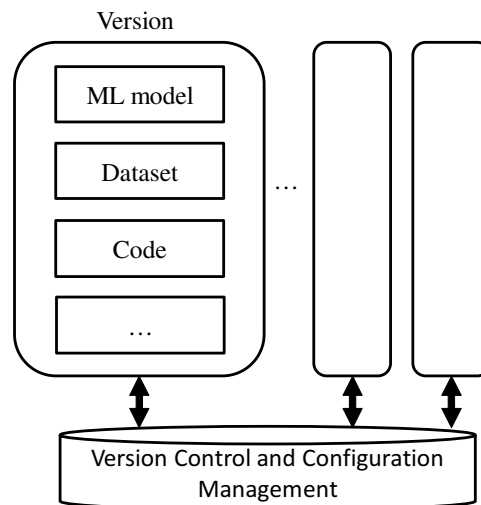 Version
ML model
Dataset
Code
…
…
Version Control and Configuration
Management